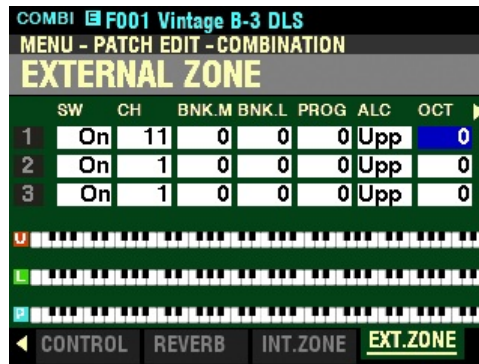 COMBI E F001 Vintage B-3 DLS
MENU - PATCH EDIT - COMBINATION
EXTERNAL ZONE
SW CH BNK.M BNK.L PROG ALC OCT
1 On 11 0 0 0 Upp 0
2 On 1 0 0 0 Upp 0
3 On 1 0 0 0 Upp 0
U
L
P
CONTROL REVERB INT.ZONE EXT.ZONE